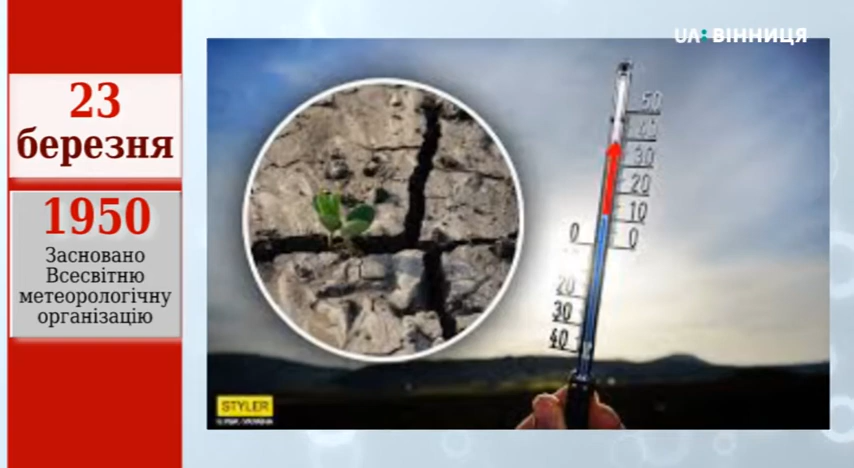 23
березня
1950
Засновано
Всесвітню
метеорологічну
організацію
UA: ВІННИЦЯ
50
40
30
20
10
0
0
20
30
40
STYLER